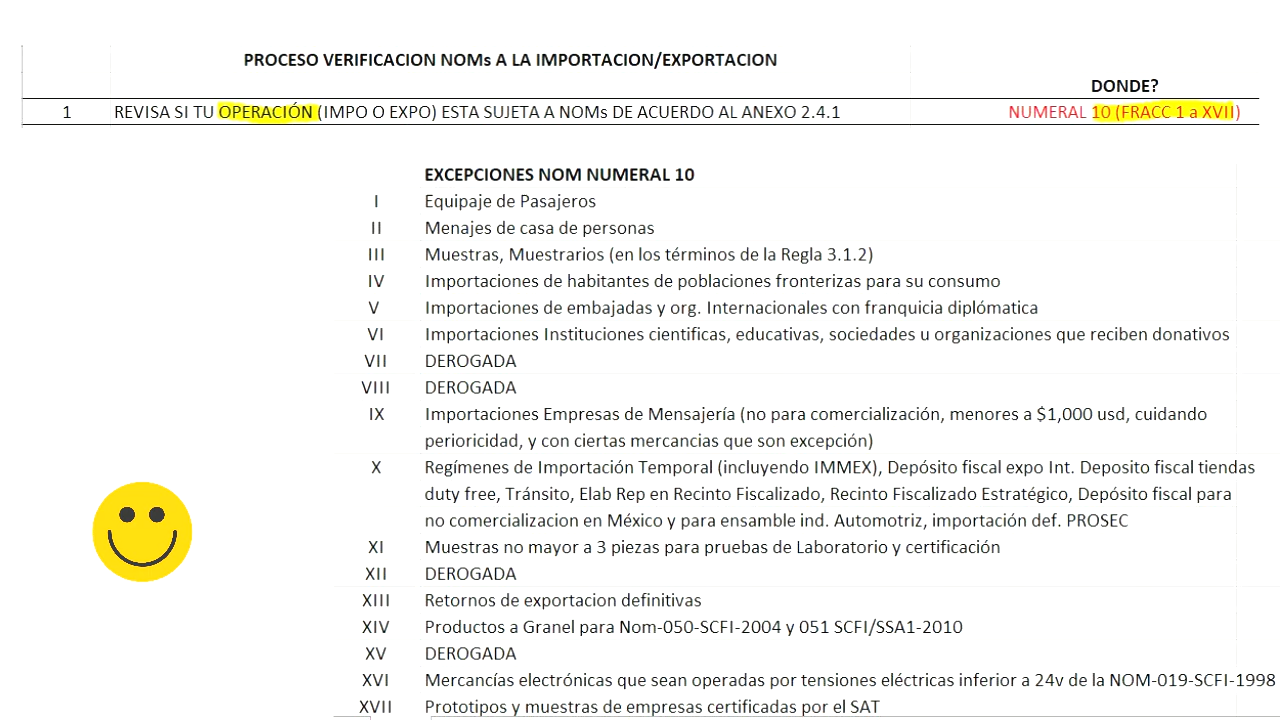 PROCESO VERIFICACION NOMs A LA IMPORTACION/EXPORTACION
DONDE?
1 REVISA SI TU OPERACIÓN (IMPO O EXPO) ESTA SUJETA A NOMs DE ACUERDO AL ANEXO 2.4.1 NUMERAL 10 (FRACC 1 a XVII)
EXCEPCIONES NOM NUMERAL 10
I Equipaje de Pasajeros
II Menajes de casa de personas
III Muestras, Muestrarios (en los términos de la Regla 3.1.2)
IV Importaciones de habitantes de poblaciones fronterizas para su consumo
V Importaciones de embajadas y org. Internacionales con franquicia diplómatica
VI Importaciones Instituciones cientificas, educativas, sociedades u organizaciones que reciben donativos
VII DEROGADA
VIII DEROGADA
IX Importaciones Empresas de Mensajería (no para comercialización, menores a $1,000 usd, cuidando
perioricidad, y con ciertas mercancias que son excepción)
X Regímenes de Importación Temporal (incluyendo IMMEX), Depósito fiscal expo Int. Deposito fiscal tiendas
duty free, Tránsito, Elab Rep en Recinto Fiscalizado, Recinto Fiscalizado Estratégico, Depósito fiscal para
no comercializacion en México y para ensamble ind. Automotriz, importación def. PROSEC
XI Muestras no mayor a 3 piezas para pruebas de Laboratorio y certificación
XII DEROGADA
XIII Retornos de exportacion definitivas
XIV Productos a Granel para Nom-050-SCFI-2004 y 051 SCFI/SSA1-2010
XV DEROGADA
XVI Mercancías electrónicas que sean operadas por tensiones eléctricas inferior a 24v de la NOM-019-SCFI-1998
XVII Prototipos y muestras de empresas certificadas por el SAT